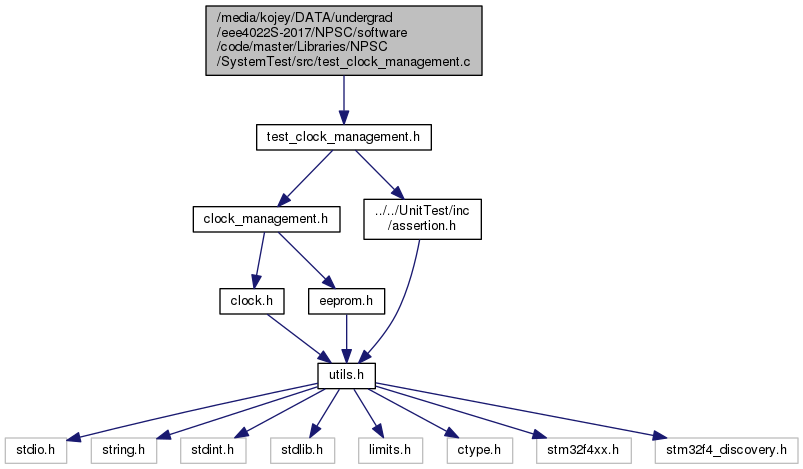 /media/kojey/DATA/undergrad
/eee4022S-2017/NPSC/software
/code/master/Libraries/NPSC
/SystemTest/src/test_clock_management.c
test_clock_management.h
clock_management.h
../../UnitTest/inc
/assertion.h
clock.h
eeprom.h
utils.h
stdio.h
string.h
stdint.h
stdlib.h
limits.h
ctype.h
stm32f4xx.h
stm32f4_discovery.h